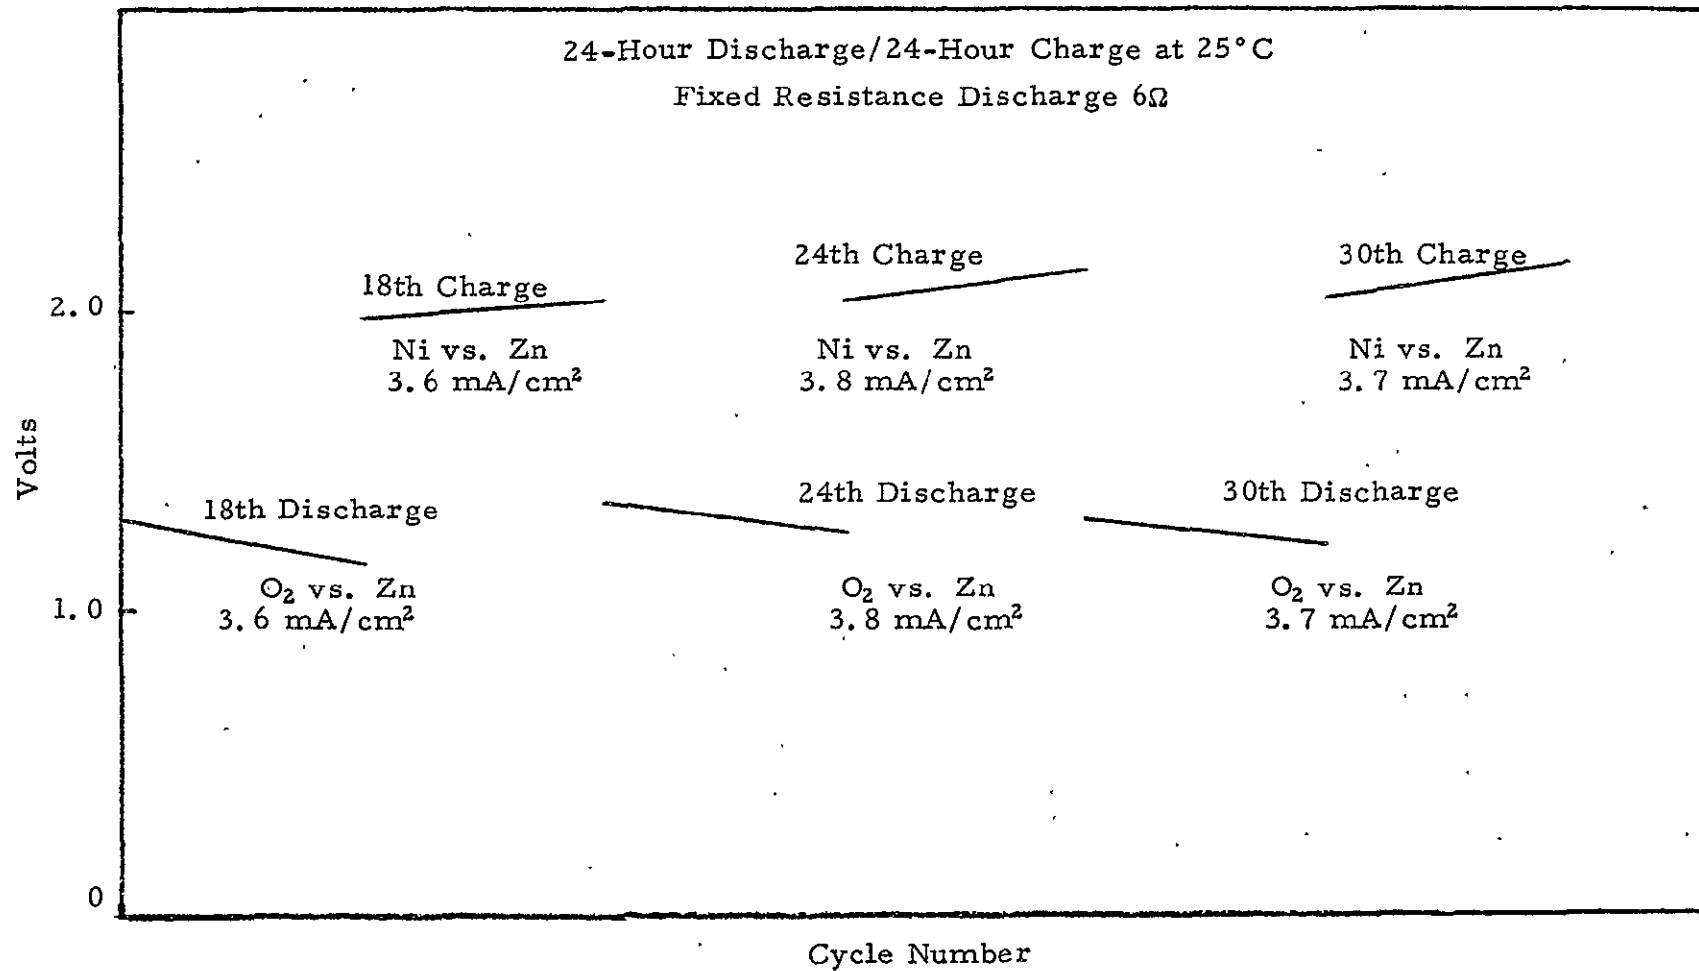 24-Hour Discharge/24-Hour Charge at 25°C
Fixed Resistance Discharge 6Ω
18th Charge
24th Charge
30th Charge
2.0
Ni vs. Zn
3.6 mA/cm²
Ni vs. Zn
3.8 mA/cm²
Ni vs. Zn
3.7 mA/cm²
Volts
18th Discharge
24th Discharge
30th Discharge
1.0
O₂ vs. Zn
3.6 mA/cm²
O₂ vs. Zn
3.8 mA/cm²
O₂ vs. Zn
3.7 mA/cm²
0
Cycle Number